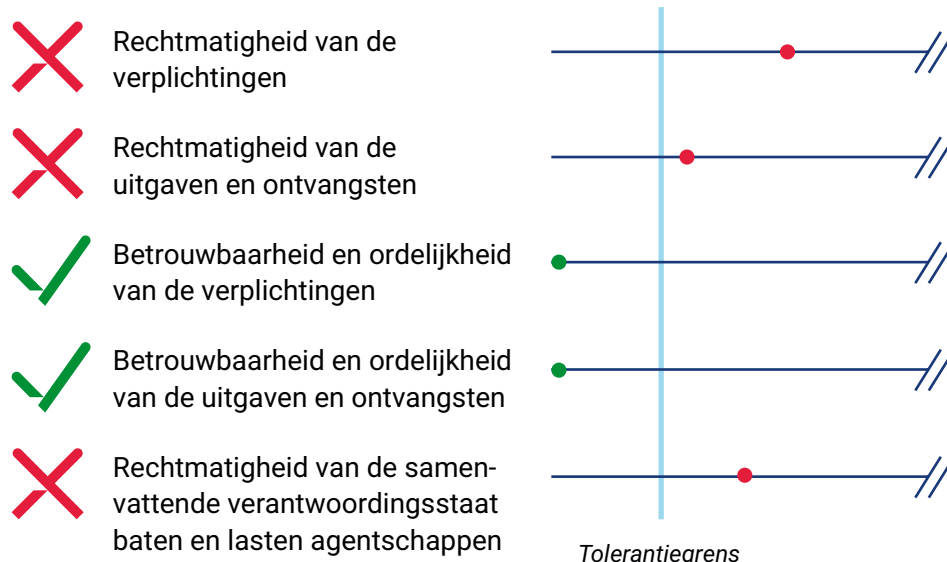 Rechtmatigheid van de
verplichtingen
Rechtmatigheid van de
uitgaven en ontvangsten
Betrouwbaarheid en ordelijkheid
van de verplichtingen
Betrouwbaarheid en ordelijkheid
van de uitgaven en ontvangsten
Rechtmatigheid van de samen-
vattende verantwoordingsstaat
baten en lasten agentschappen
Tolerantiegrens